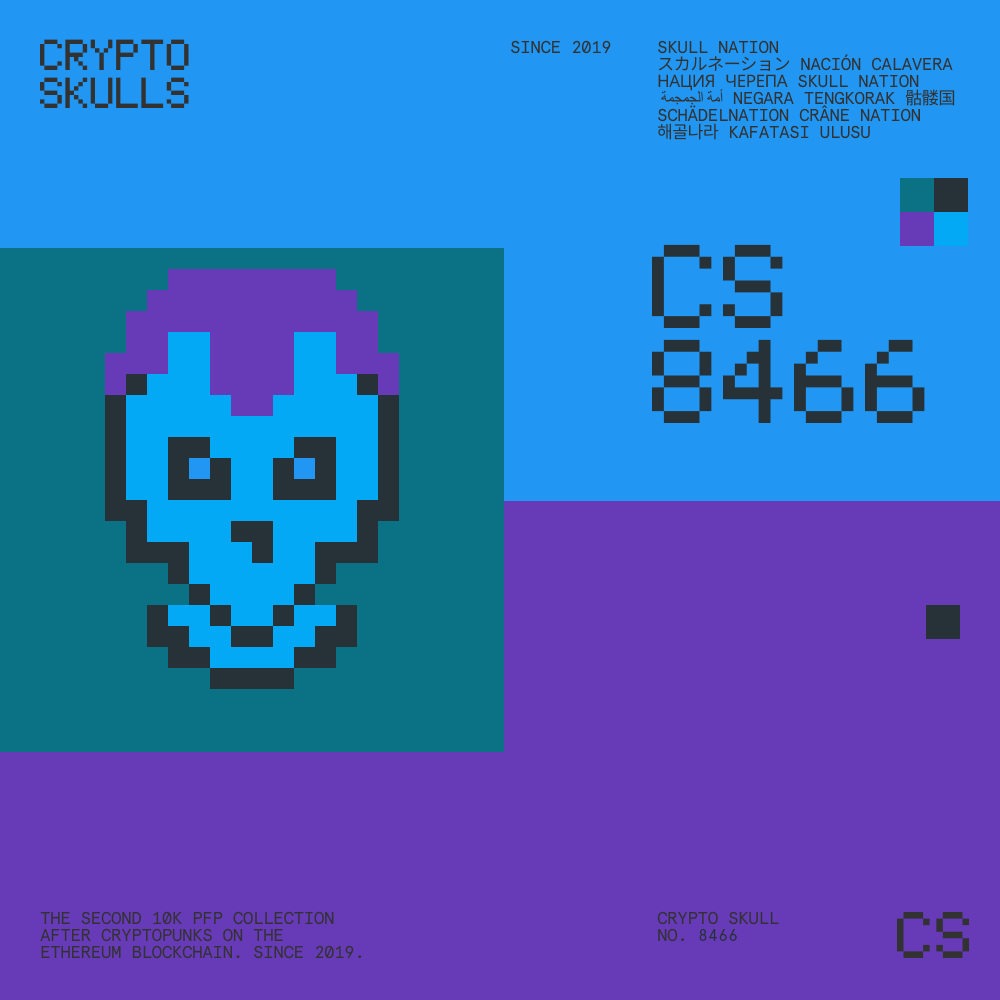 CRYPTO
SKULLS
SINCE 2019
SKULL NATION
スカルネーション NACIÓN CALAVERA
НАЦИЯ ЧЕРЕПА SKULL NATION
أمة الجمجمة NEGARA TENGKORAK 骷髅国
SCHÄDELNATION CRÂNE NATION
해골나라 KAFATASI ULUSU
CS
8466
THE SECOND 10K PFP COLLECTION
AFTER CRYPTOPUNKS ON THE
ETHEREUM BLOCKCHAIN. SINCE 2019.
CRYPTO SKULL
NO. 8466
CS